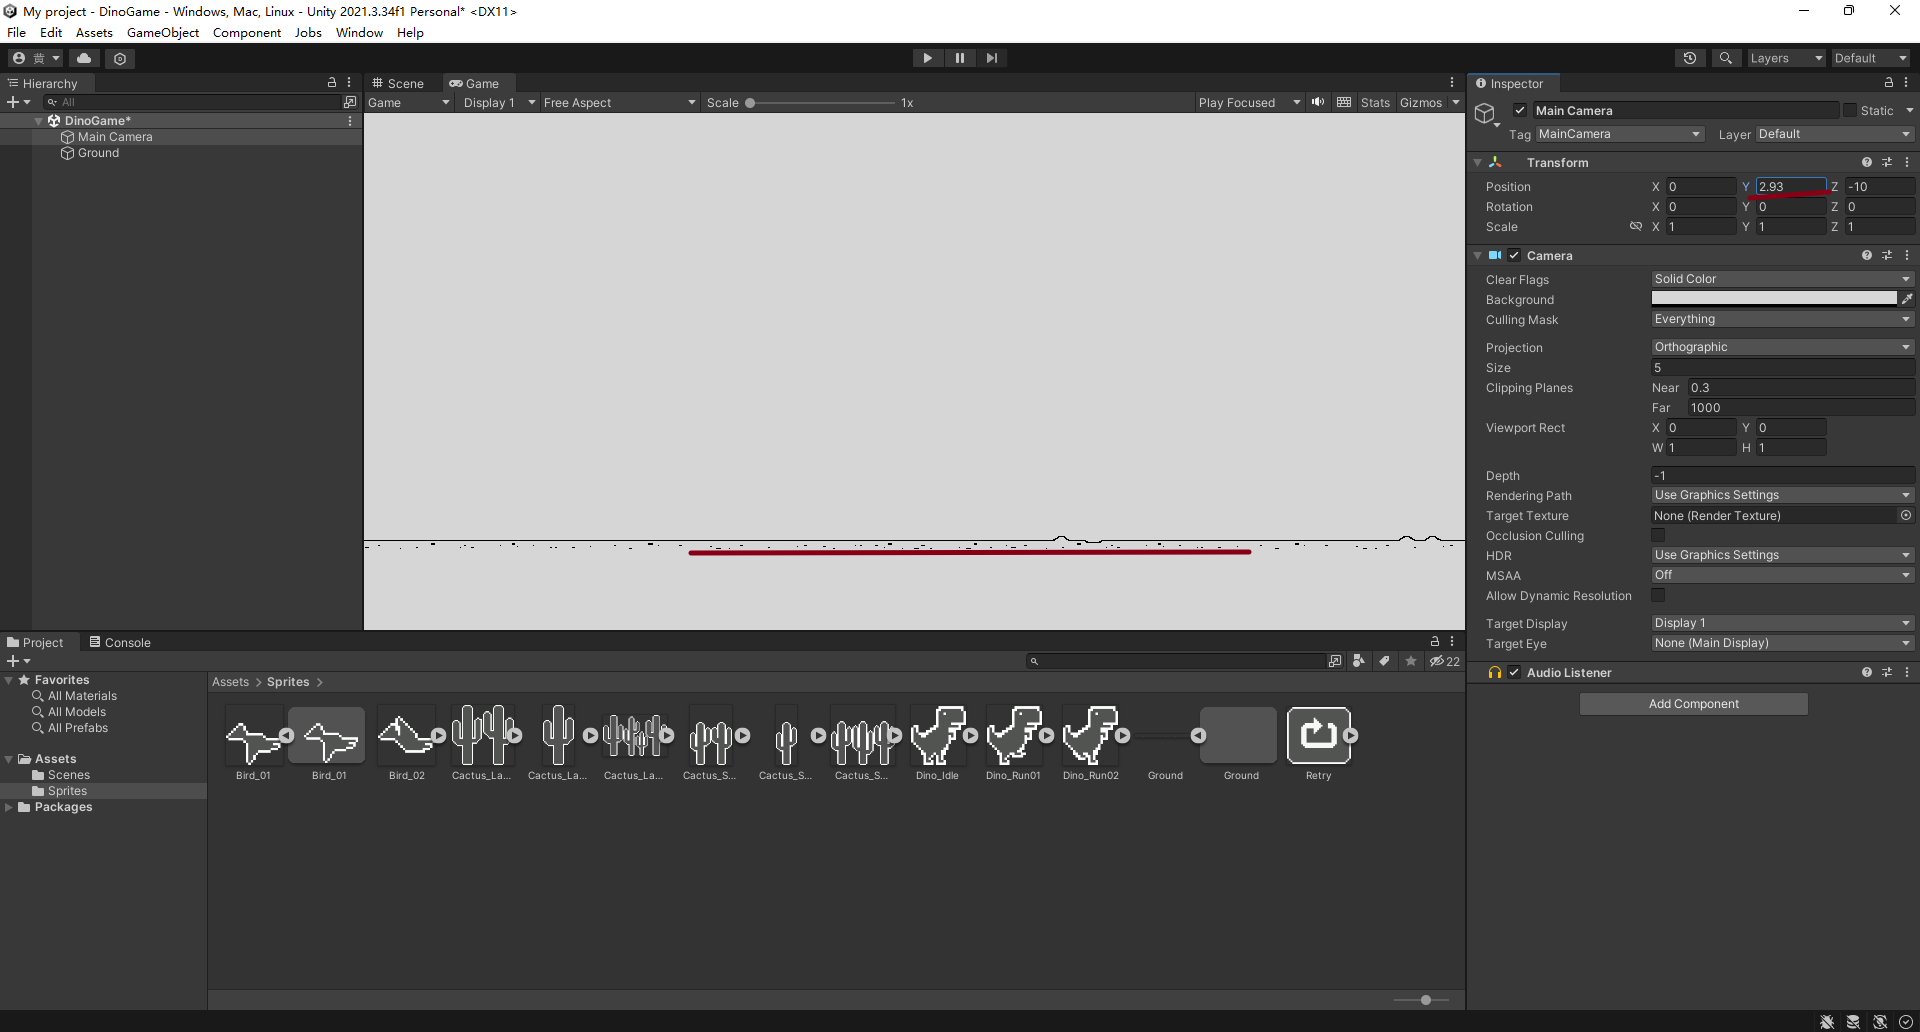 My project - DinoGame - Windows, Mac, Linux - Unity 2021.3.34f1 Personal* <DX11>
File Edit Assets GameObject Component Jobs Window Help
黄 Layers Default
Hierarchy
All
DinoGame*
Main Camera
Ground
Scene Game
Game Display 1 Free Aspect Scale 1x Play Focused Stats Gizmos
Inspector
Main Camera Static
Tag MainCamera Layer Default
Transform
Position X 0 Y 2.93 Z -10
Rotation X 0 Y 0 Z 0
Scale X 1 Y 1 Z 1
Camera
Clear Flags Solid Color
Background
Culling Mask Everything
Projection Orthographic
Size 5
Clipping Planes Near 0.3
Far 1000
Viewport Rect X 0 Y 0
W 1 H 1
Depth -1
Rendering Path Use Graphics Settings
Target Texture None (Render Texture)
Occlusion Culling
HDR Use Graphics Settings
MSAA Off
Allow Dynamic Resolution
Target Display Display 1
Target Eye None (Main Display)
Audio Listener
Add Component
Project Console
22
Favorites
All Materials
All Models
All Prefabs
Assets
Scenes
Sprites
Packages
Assets > Sprites >
Bird_01 Bird_01 Bird_02 Cactus_La... Cactus_La... Cactus_La... Cactus_S... Cactus_S... Cactus_S... Dino_Idle Dino_Run01 Dino_Run02 Ground Ground Retry